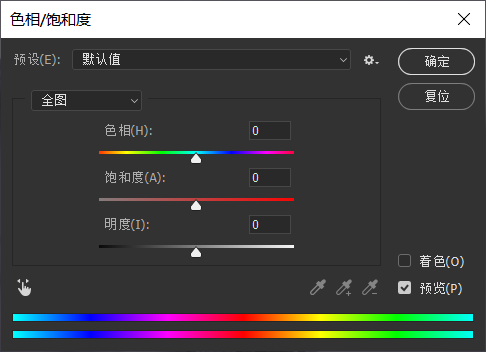 色相/饱和度
预设(E): 默认值
确定
复位
全图
色相(H): 0
饱和度(A): 0
明度(I): 0
着色(O)
预览(P)